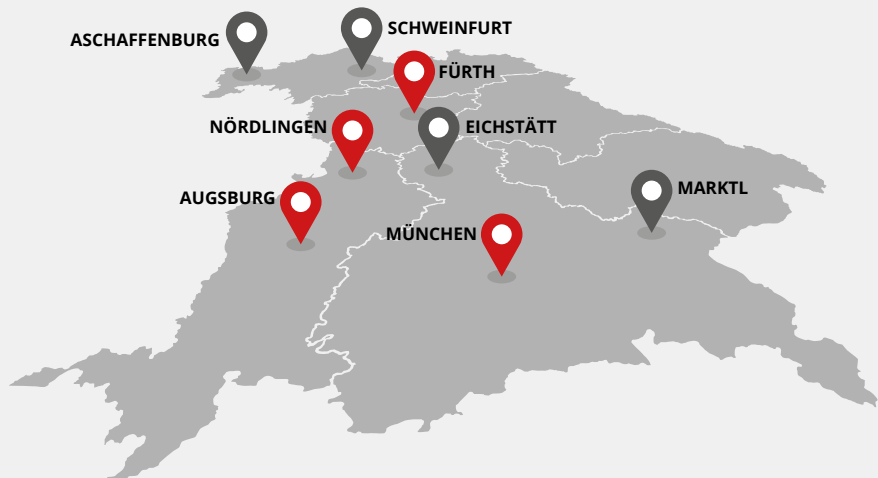 SCHWEINFURT
ASCHAFFENBURG
FÜRTH
NÖRDLINGEN
EICHSTÄTT
MARKTL
AUGSBURG
MÜNCHEN